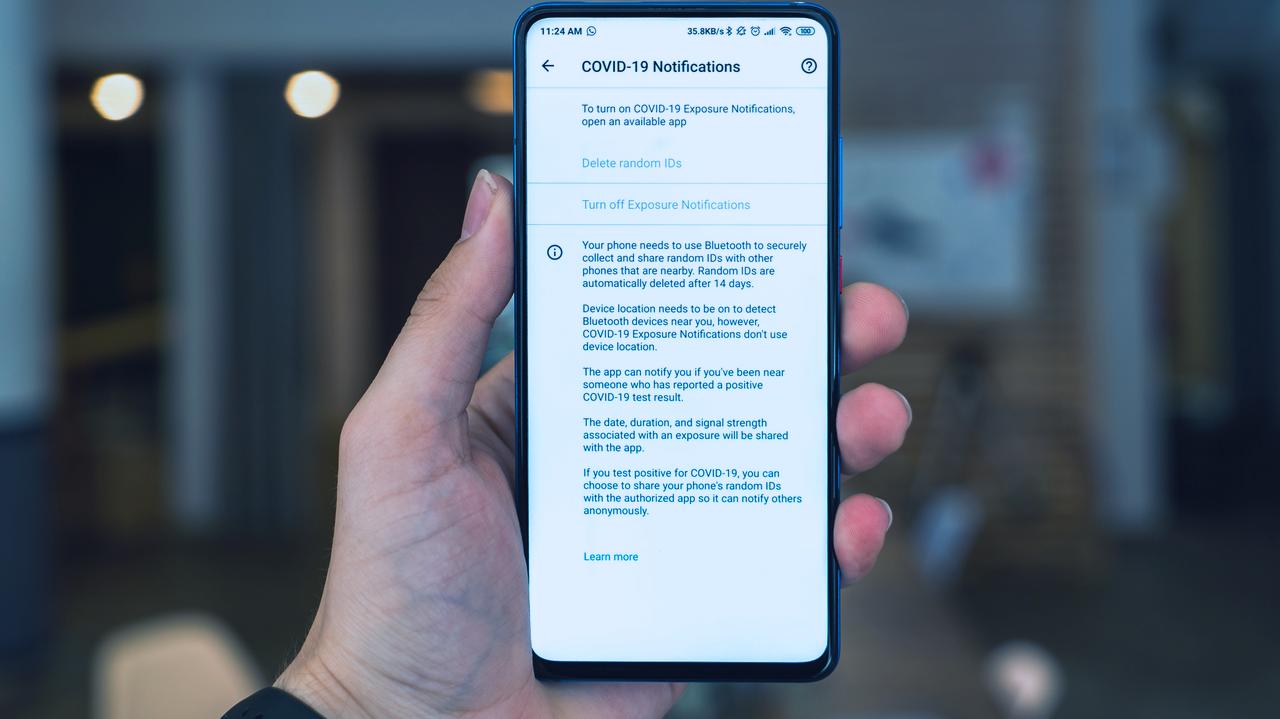 11:24 AM 35.8KB/s 100
COVID-19 Notifications
To turn on COVID-19 Exposure Notifications,
open an available app
Delete random IDs
Turn off Exposure Notifications
Your phone needs to use Bluetooth to securely
collect and share random IDs with other
phones that are nearby. Random IDs are
automatically deleted after 14 days.
Device location needs to be on to detect
Bluetooth devices near you, however,
COVID-19 Exposure Notifications don't use
device location.
The app can notify you if you've been near
someone who has reported a positive
COVID-19 test result.
The date, duration, and signal strength
associated with an exposure will be shared
with the app.
If you test positive for COVID-19, you can
choose to share your phone's random IDs
with the authorized app so it can notify others
anonymously.
Learn more